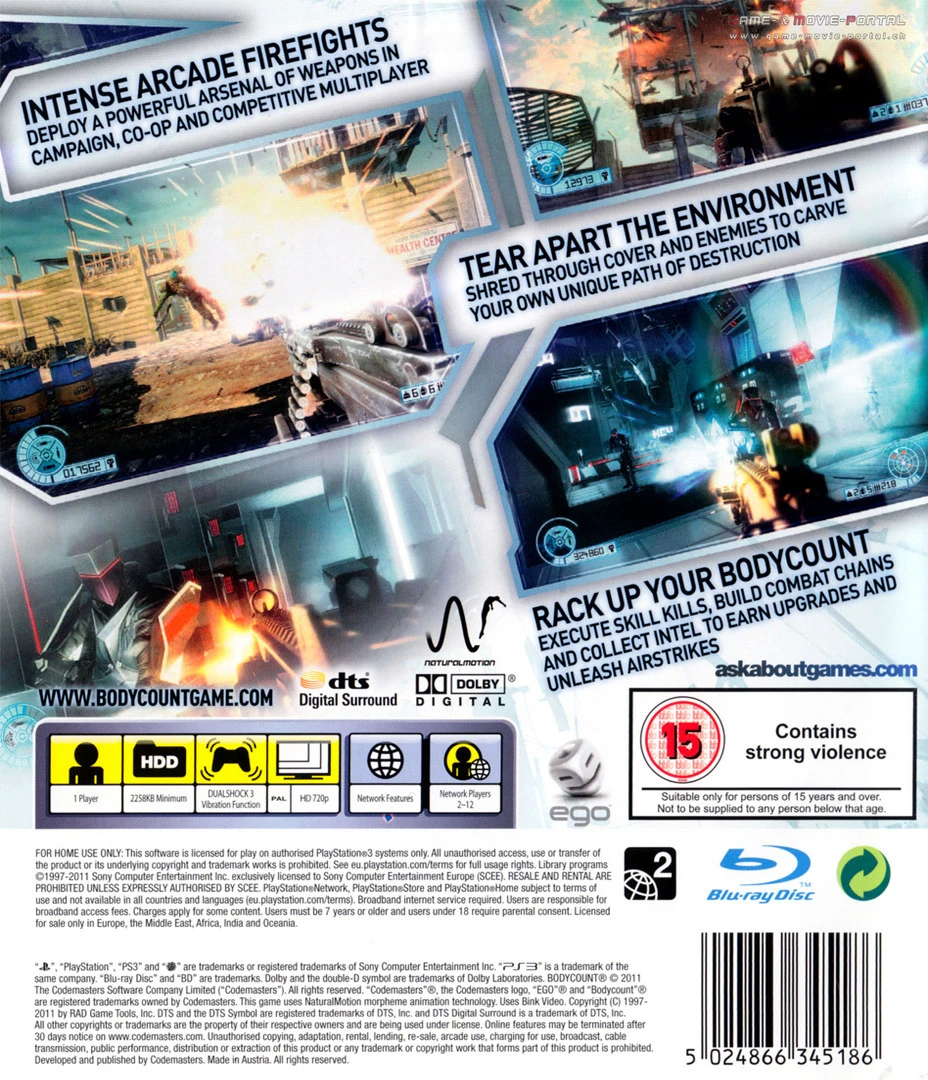 GAME- & MOVIE-PORTAL
www.game-movie-portal.ch
INTENSE ARCADE FIREFIGHTS
DEPLOY A POWERFUL ARSENAL OF WEAPONS IN
CAMPAIGN, CO-OP AND COMPETITIVE MULTIPLAYER
12973
HEALTH CENTRE
TEAR APART THE ENVIRONMENT
SHRED THROUGH COVER AND ENEMIES TO CARVE
YOUR OWN UNIQUE PATH OF DESTRUCTION
017562
324860
RACK UP YOUR BODYCOUNT
EXECUTE SKILL KILLS, BUILD COMBAT CHAINS
AND COLLECT INTEL TO EARN UPGRADES AND
UNLEASH AIRSTRIKES
NATURALMOTION
askaboutgames.com
WWW.BODYCOUNTGAME.COM
dts
Digital Surround
DOLBY®
DIGITAL
15
Contains
strong violence
Suitable only for persons of 15 years and over.
Not to be supplied to any person below that age.
HDD
1 Player
2258KB Minimum
DUALSHOCK 3
Vibration Function
PAL
HD 720p
Network Features
Network Players
2~12
ego™
FOR HOME USE ONLY: This software is licensed for play on authorised PlayStation®3 systems only. All unauthorised access, use or transfer of
the product or its underlying copyright and trademark works is prohibited. See eu.playstation.com/terms for full usage rights. Library programs
©1997-2011 Sony Computer Entertainment Inc. exclusively licensed to Sony Computer Entertainment Europe (SCEE). RESALE AND RENTAL ARE
PROHIBITED UNLESS EXPRESSLY AUTHORISED BY SCEE. PlayStation®Network, PlayStation®Store and PlayStation®Home subject to terms of
use and not available in all countries and languages (eu.playstation.com/terms). Broadband internet service required. Users are responsible for
broadband access fees. Charges apply for some content. Users must be 7 years or older and users under 18 require parental consent. Licensed
for sale only in Europe, the Middle East, Africa, India and Oceania.
2
Blu-ray Disc™
" ", "PlayStation", "PS3" and " " are trademarks or registered trademarks of Sony Computer Entertainment Inc. "PS3" is a trademark of the
same company. "Blu-ray Disc" and "BD" are trademarks. Dolby and the double-D symbol are trademarks of Dolby Laboratories. BODYCOUNT® © 2011
The Codemasters Software Company Limited ("Codemasters"). All rights reserved. "Codemasters"®, the Codemasters logo, "EGO"® and "Bodycount"®
are registered trademarks owned by Codemasters. This game uses NaturalMotion morpheme animation technology. Uses Bink Video. Copyright (C) 1997-
2011 by RAD Game Tools, Inc. DTS and the DTS Symbol are registered trademarks of DTS, Inc. and DTS Digital Surround is a trademark of DTS, Inc.
All other copyrights or trademarks are the property of their respective owners and are being used under license. Online features may be terminated after
30 days notice on www.codemasters.com. Unauthorised copying, adaptation, rental, lending, re-sale, arcade use, charging for use, broadcast, cable
transmission, public performance, distribution or extraction of this product or any trademark or copyright work that forms part of this product is prohibited.
Developed and published by Codemasters. Made in Austria. All rights reserved.
5 024866 345186